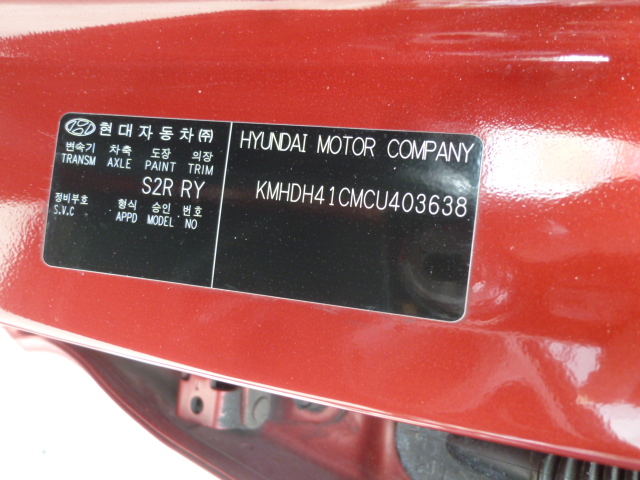 현대자동차㈜
변속기 차축 도장 의장
TRANSM AXLE PAINT TRIM
S2R RY
정비부호 형식 승인 번호
S.V.C APPD MODEL NO
HYUNDAI MOTOR COMPANY
KMHDH41CMCU403638